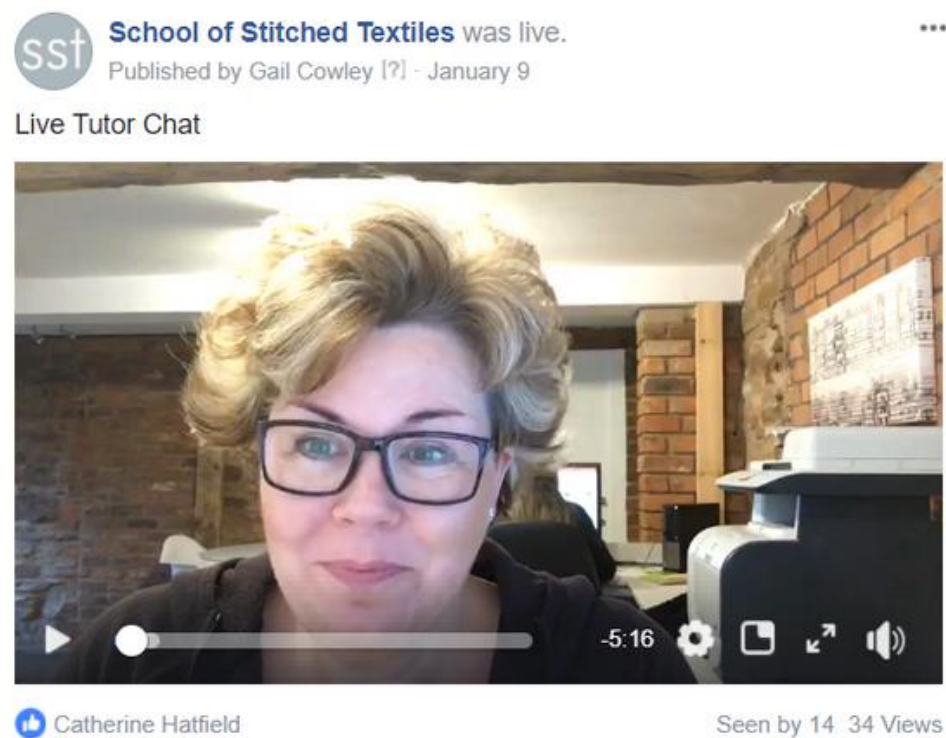 sst
School of Stitched Textiles was live.
Published by Gail Cowley [?] · January 9
Live Tutor Chat
-5:16
Catherine Hatfield
Seen by 14 34 Views